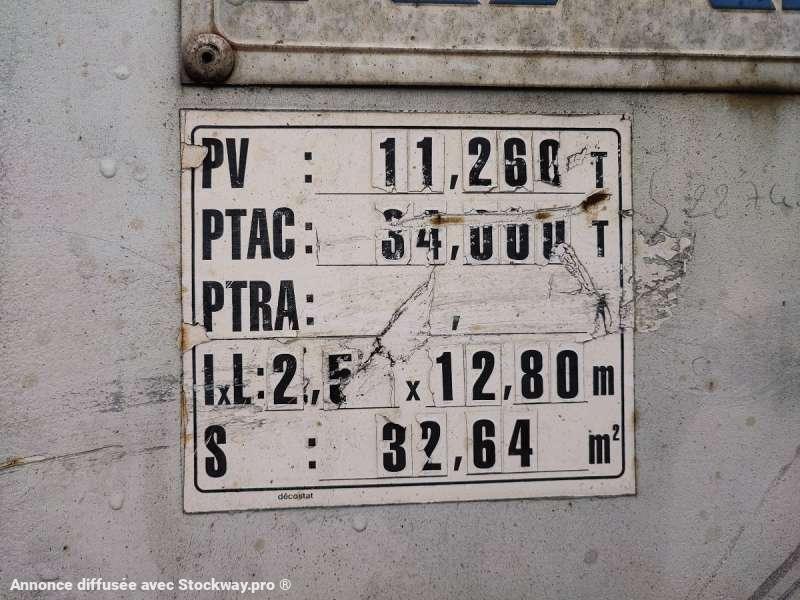 PV : 11,260 T
PTAC: 34,000 T
PTRA: ,
lxL: 2,5 x 12,80 m
S : 32,64 m²
décostat
Annonce diffusée avec Stockway.pro ®